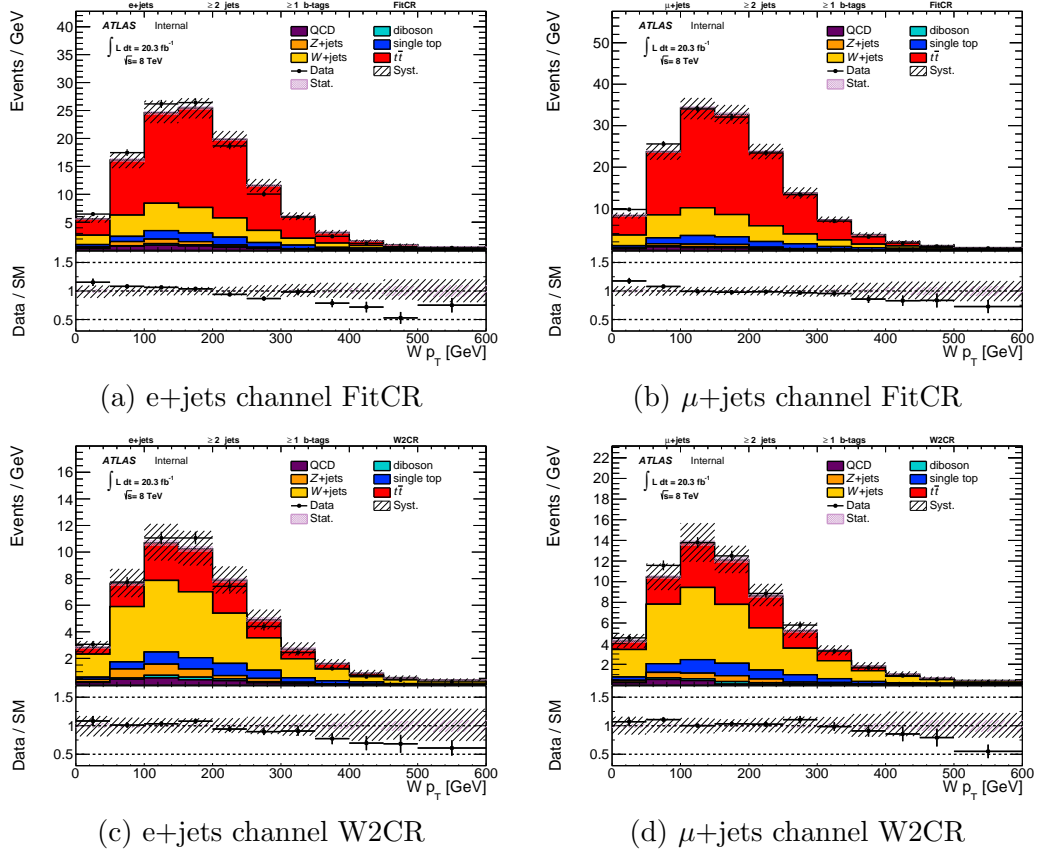 e+jets ≥ 2 jets ≥ 1 b-tags FitCR
ATLAS Internal
∫ L dt = 20.3 fb⁻¹
√s= 8 TeV
QCD diboson
Z+jets single top
W+jets tt̅
Data Syst.
Stat.
Events / GeV
40
35
30
25
20
15
10
5
Data / SM
1.5
1
0.5
0 100 200 300 400 500 600
W p_T [GeV]
(a) e+jets channel FitCR
μ+jets ≥ 2 jets ≥ 1 b-tags FitCR
ATLAS Internal
∫ L dt = 20.3 fb⁻¹
√s= 8 TeV
QCD diboson
Z+jets single top
W+jets tt̅
Data Syst.
Stat.
Events / GeV
50
40
30
20
10
Data / SM
1.5
1
0.5
0 100 200 300 400 500 600
W p_T [GeV]
(b) μ+jets channel FitCR
e+jets ≥ 2 jets ≥ 1 b-tags W2CR
ATLAS Internal
∫ L dt = 20.3 fb⁻¹
√s= 8 TeV
QCD diboson
Z+jets single top
W+jets tt̅
Data Syst.
Stat.
Events / GeV
16
14
12
10
8
6
4
2
Data / SM
1.5
1
0.5
0 100 200 300 400 500 600
W p_T [GeV]
(c) e+jets channel W2CR
μ+jets ≥ 2 jets ≥ 1 b-tags W2CR
ATLAS Internal
∫ L dt = 20.3 fb⁻¹
√s= 8 TeV
QCD diboson
Z+jets single top
W+jets tt̅
Data Syst.
Stat.
Events / GeV
22
20
18
16
14
12
10
8
6
4
2
Data / SM
1.5
1
0.5
0 100 200 300 400 500 600
W p_T [GeV]
(d) μ+jets channel W2CR